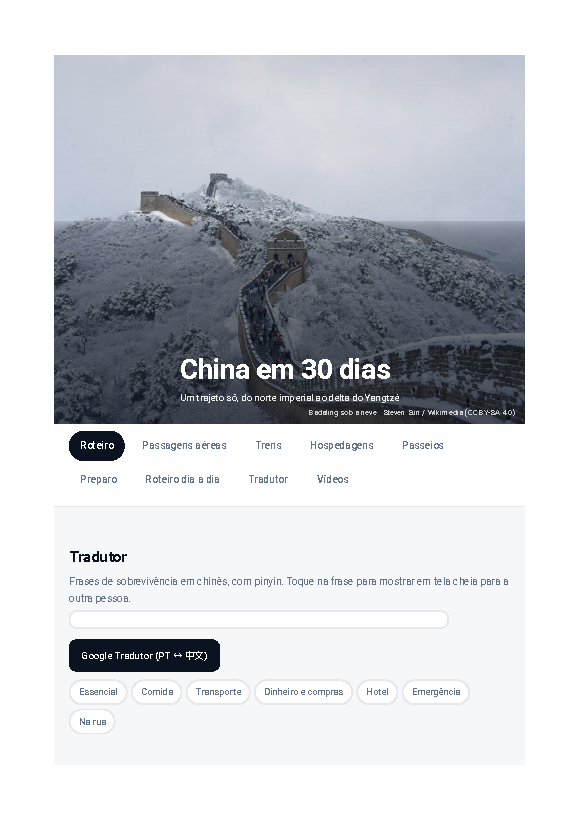 China em 30 dias
Um trajeto só, do norte imperial ao delta do Yangtzé
Badaling sob a neve · Steven Sun / Wikimedia (CC BY-SA 4.0)
Roteiro Passagens aéreas Trens Hospedagens Passeios
Preparo Roteiro dia a dia Tradutor Vídeos
Tradutor
Frases de sobrevivência em chinês, com pinyin. Toque na frase para mostrar em tela cheia para a
outra pessoa.
Google Tradutor (PT ↔ 中文)
Essencial Comida Transporte Dinheiro e compras Hotel Emergência
Na rua